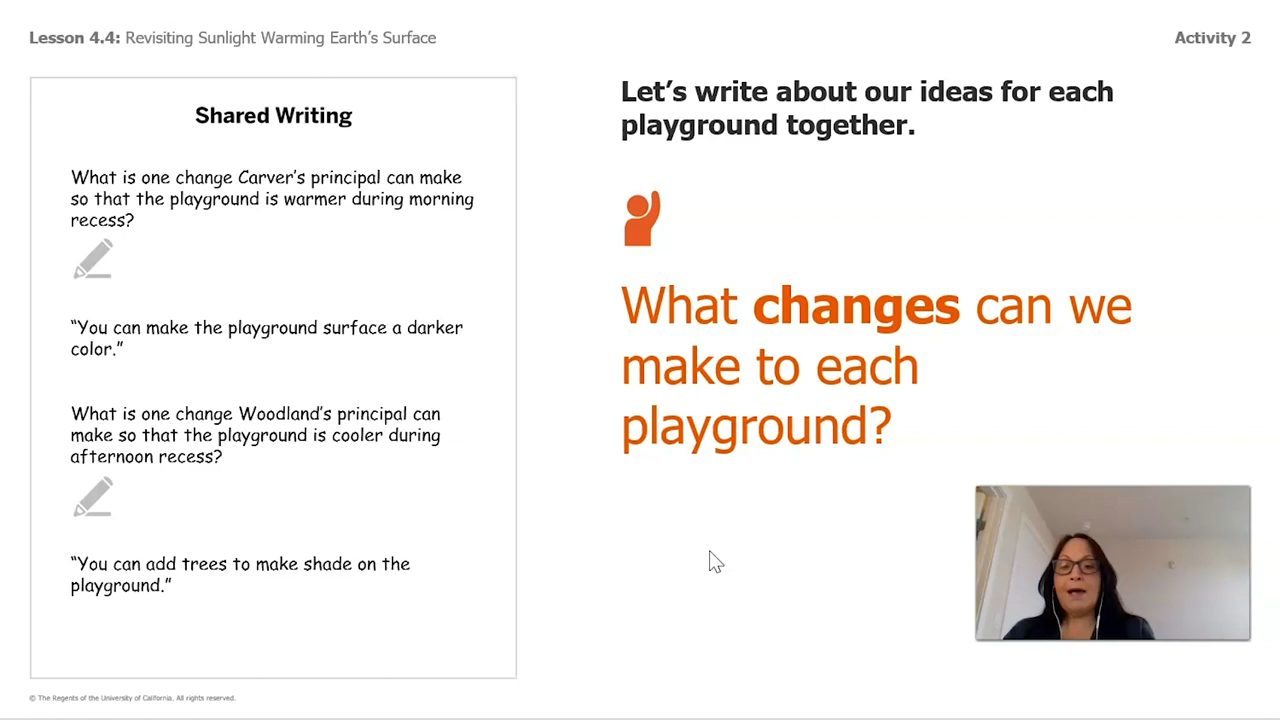 Lesson 4.4: Revisiting Sunlight Warming Earth's Surface
Activity 2
Shared Writing
What is one change Carver's principal can make
so that the playground is warmer during morning
recess?
"You can make the playground surface a darker
color."
What is one change Woodland's principal can
make so that the playground is cooler during
afternoon recess?
"You can add trees to make shade on the
playground."
Let's write about our ideas for each
playground together.
What changes can we
make to each
playground?
© The Regents of the University of California, All rights reserved.